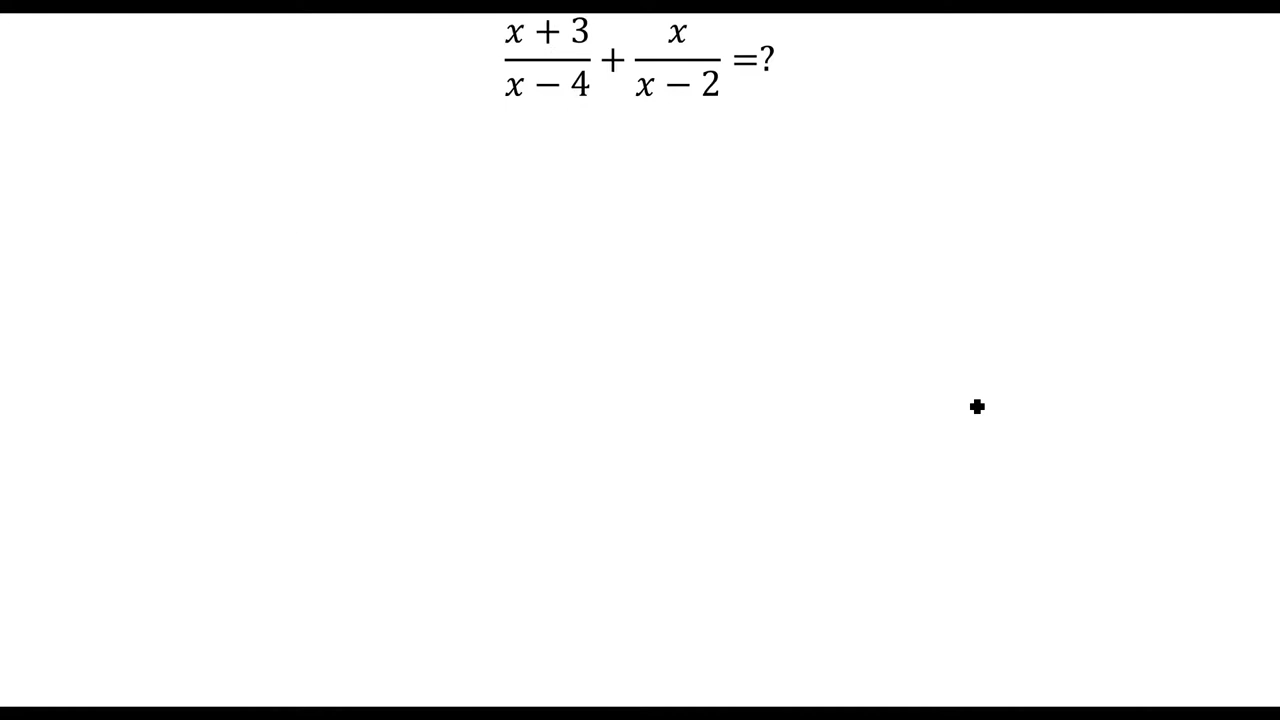 x + 3 / x − 4 + x / x − 2 =?